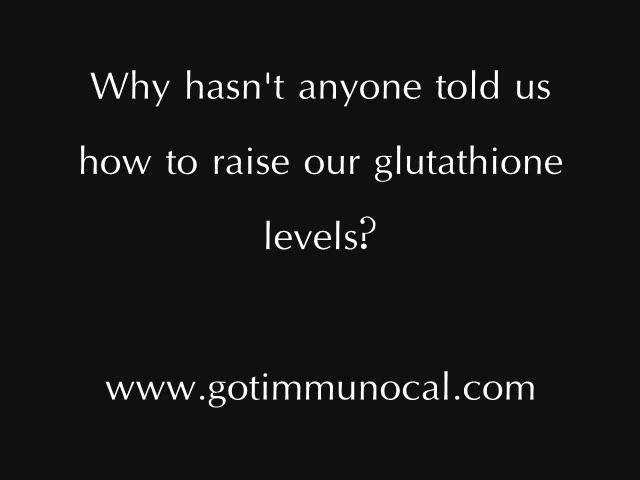 Why hasn't anyone told us
how to raise our glutathione
levels?
www.gotimmunocal.com